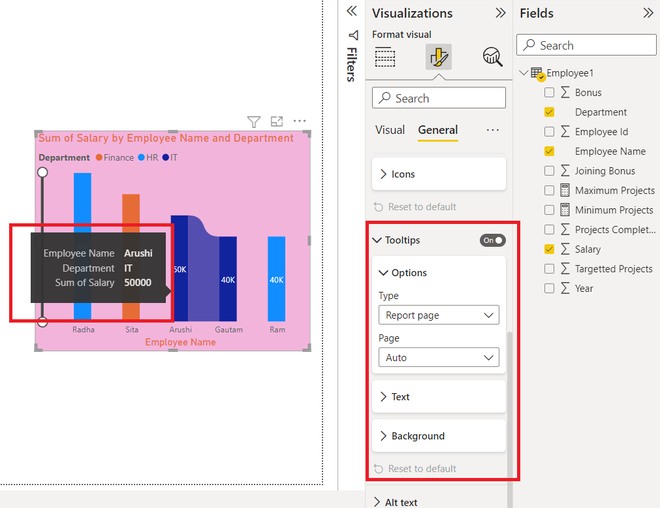 Filters
Sum of Salary by Employee Name and Department
Department Finance HR IT
Employee Name Arushi
Department IT
Sum of Salary 50000
50K
40K
40K
Radha Sita Arushi Gautam Ram
Employee Name
Visualizations
Format visual
Search
Visual General
Icons
Reset to default
Tooltips On
Options
Type
Report page
Page
Auto
Text
Background
Reset to default
Alt text
Fields
Search
Employee1
Bonus
Department
Employee Id
Employee Name
Joining Bonus
Maximum Projects
Minimum Projects
Projects Complet...
Salary
Targetted Projects
Year